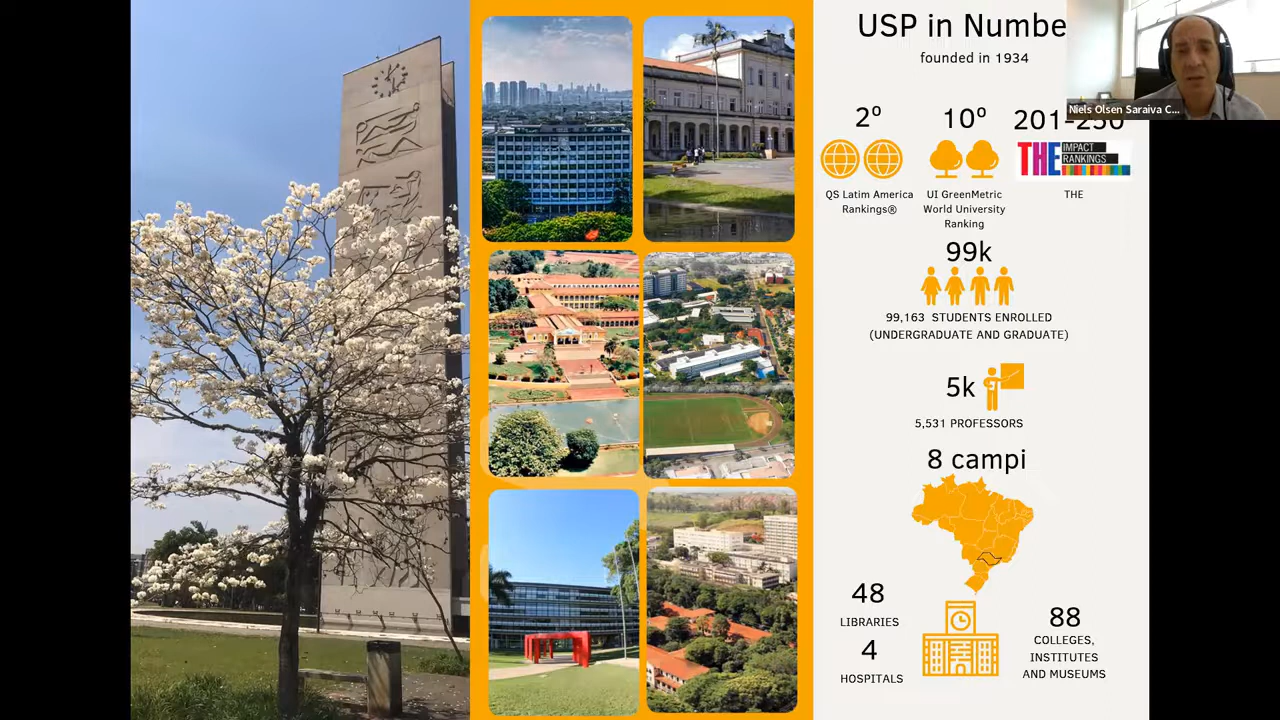 USP in Numbe
founded in 1934
Niels Olsen Saraiva C...
2º
10º
201-250
THE IMPACT
RANKINGS
QS Latim America
Rankings®
UI GreenMetric
World University
Ranking
THE
99k
99,163 STUDENTS ENROLLED
(UNDERGRADUATE AND GRADUATE)
5k
5,531 PROFESSORS
8 campi
48
LIBRARIES
4
HOSPITALS
88
COLLEGES,
INSTITUTES
AND MUSEUMS